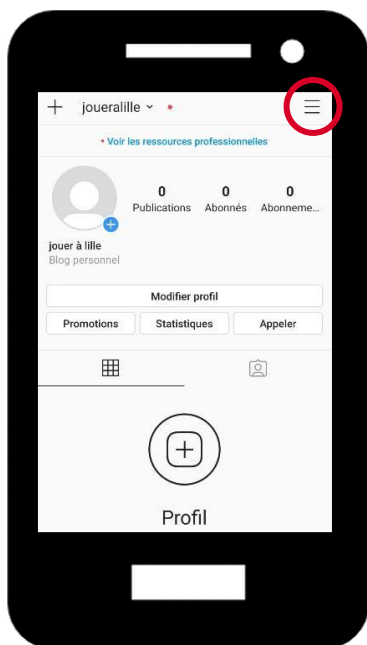 joueralille
• Voir les ressources professionnelles
0 0 0
Publications Abonnés Abonneme...
jouer à lille
Blog personnel
Modifier profil
Promotions Statistiques Appeler
Profil